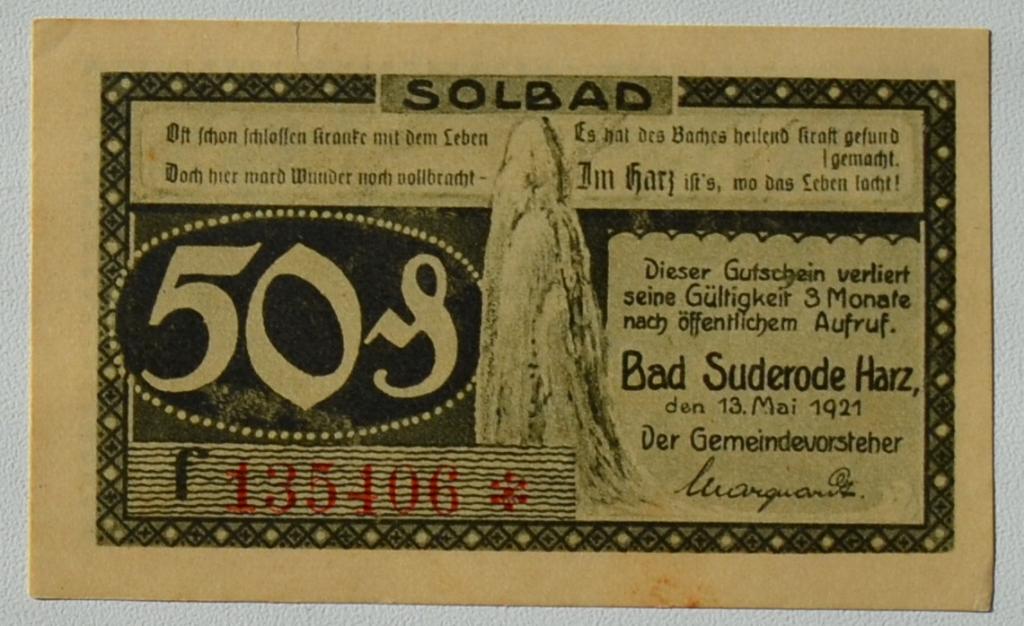 SOLBAD
Oft schon schlossen Kranke mit dem Leben
Doch hier ward Wunder noch vollbracht -
Es hat des Baches heilend Kraft gesund
[gemacht.
Im Harz ist's, wo das Leben lacht!
50 ₰
Dieser Gutschein verliert
seine Gültigkeit 3 Monate
nach öffentlichem Aufruf.
Bad Suderode Harz,
den 13. Mai 1921
Der Gemeindevorsteher
Marquardt.
f 135406 *